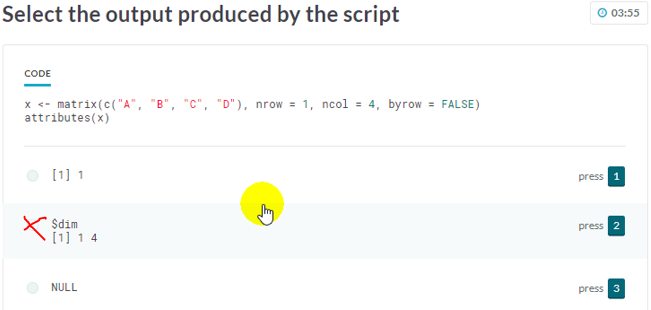 Select the output produced by the script
03:55
CODE
x <- matrix(c("A", "B", "C", "D"), nrow = 1, ncol = 4, byrow = FALSE)
attributes(x)
[1] 1
press 1
$dim
[1] 1 4
press 2
NULL
press 3